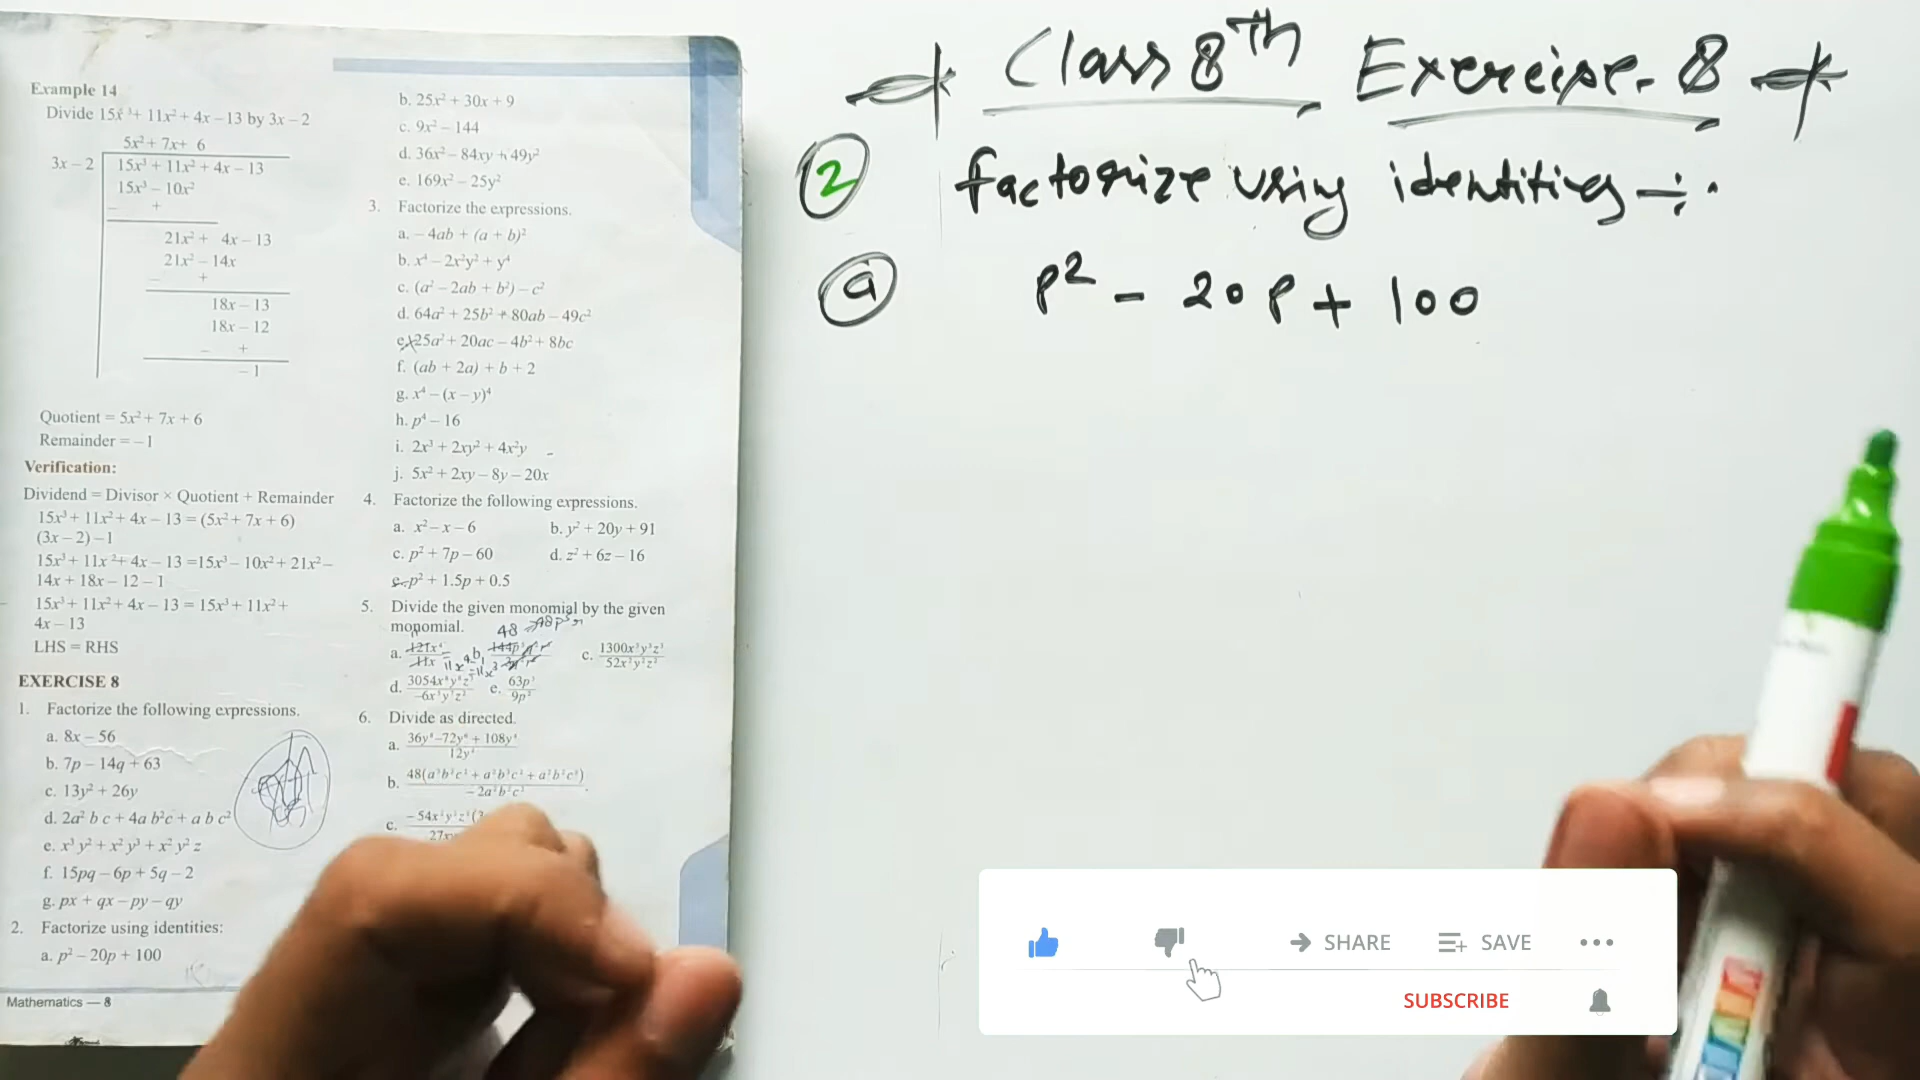 Example 14
Divide 15x³ + 11x² + 4x – 13 by 3x – 2
5x² + 7x + 6
3x – 2 15x³ + 11x² + 4x – 13
15x³ – 10x²
– +
21x² + 4x – 13
21x² – 14x
– +
18x – 13
18x – 12
– +
– 1
Quotient = 5x² + 7x + 6
Remainder = – 1
Verification:
Dividend = Divisor × Quotient + Remainder
15x³ + 11x² + 4x – 13 = (5x² + 7x + 6)
(3x – 2) – 1
15x³ + 11x² + 4x – 13 = 15x³ – 10x² + 21x² –
14x + 18x – 12 – 1
15x³ + 11x² + 4x – 13 = 15x³ + 11x² +
4x – 13
LHS = RHS
EXERCISE 8
1. Factorize the following expressions.
a. 8x – 56
b. 7p – 14q + 63
c. 13y² + 26y
d. 2a² b c + 4a b²c + a b c²
e. x³ y² + x² y³ + x² y² z
f. 15pq – 6p + 5q – 2
g. px + qx – py – qy
2. Factorize using identities:
a. p² – 20p + 100
Mathematics — 8
b. 25x² + 30x + 9
c. 9x² – 144
d. 36x² – 84xy + 49y²
e. 169x² – 25y²
3. Factorize the expressions.
a. – 4ab + (a + b)²
b. x⁴ – 2x²y² + y⁴
c. (a² – 2ab + b²) – c²
d. 64a² + 25b² + 80ab – 49c²
e. 25a² + 20ac – 4b² + 8bc
f. (ab + 2a) + b + 2
g. x⁴ – (x – y)⁴
h. p⁴ – 16
i. 2x³ + 2xy² + 4x²y
j. 5x² + 2xy – 8y – 20x
4. Factorize the following expressions.
a. x² – x – 6 b. y² + 20y + 91
c. p² + 7p – 60 d. z² + 6z – 16
p² + 1.5p + 0.5
5. Divide the given monomial by the given
monomial.
a. b. c.
d. e.
6. Divide as directed.
a.
b.
c.
Class 8th Exercise - 8
2 factorize using identities
a p² - 20p + 100
SHARE SAVE
SUBSCRIBE